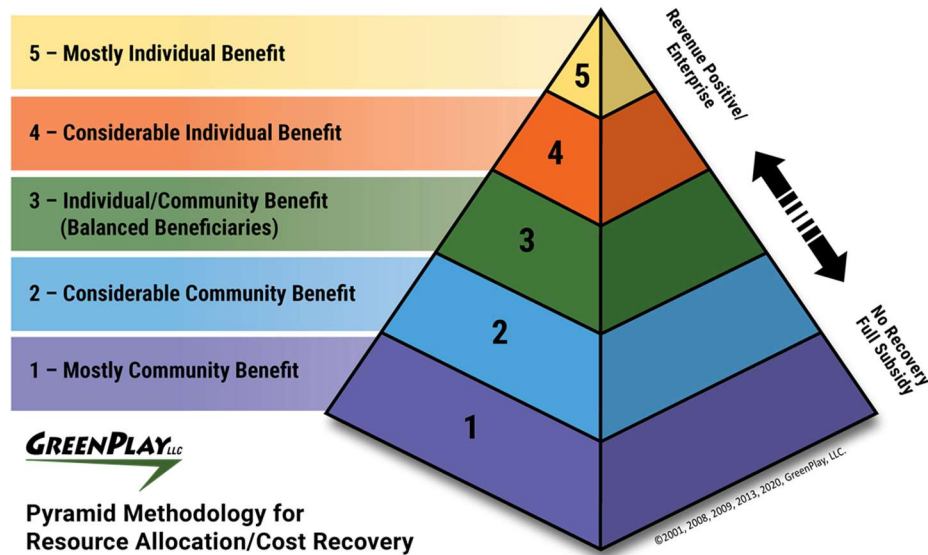 5 – Mostly Individual Benefit
4 – Considerable Individual Benefit
3 – Individual/Community Benefit
(Balanced Beneficiaries)
2 – Considerable Community Benefit
1 – Mostly Community Benefit
5
4
3
2
1
Revenue Positive/
Enterprise
No Recovery
Full Subsidy
GREENPLAY LLC
Pyramid Methodology for
Resource Allocation/Cost Recovery
©2001, 2008, 2009, 2013, 2020, GreenPlay, LLC.